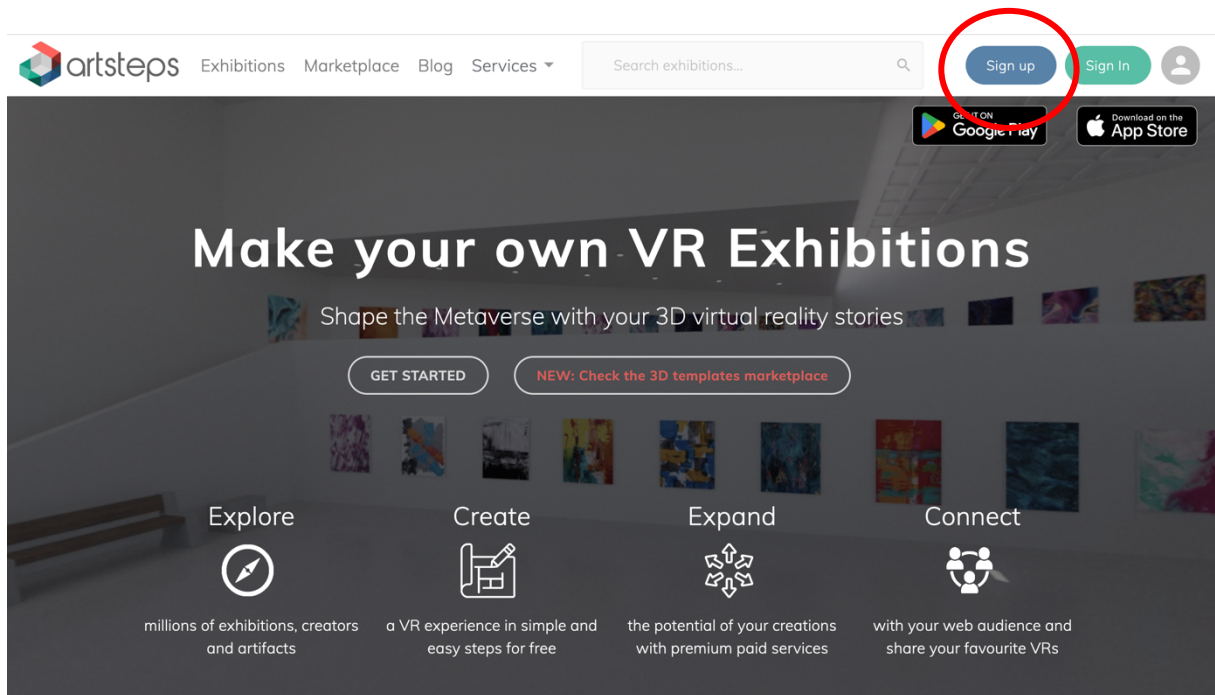 artsteps Exhibitions Marketplace Blog Services Search exhibitions... Sign up Sign In
GET IT ON
Google Play
Download on the
App Store
Make your own VR Exhibitions
Shape the Metaverse with your 3D virtual reality stories
GET STARTED
NEW: Check the 3D templates marketplace
Explore
millions of exhibitions, creators
and artifacts
Create
a VR experience in simple and
easy steps for free
Expand
the potential of your creations
with premium paid services
Connect
with your web audience and
share your favourite VRs